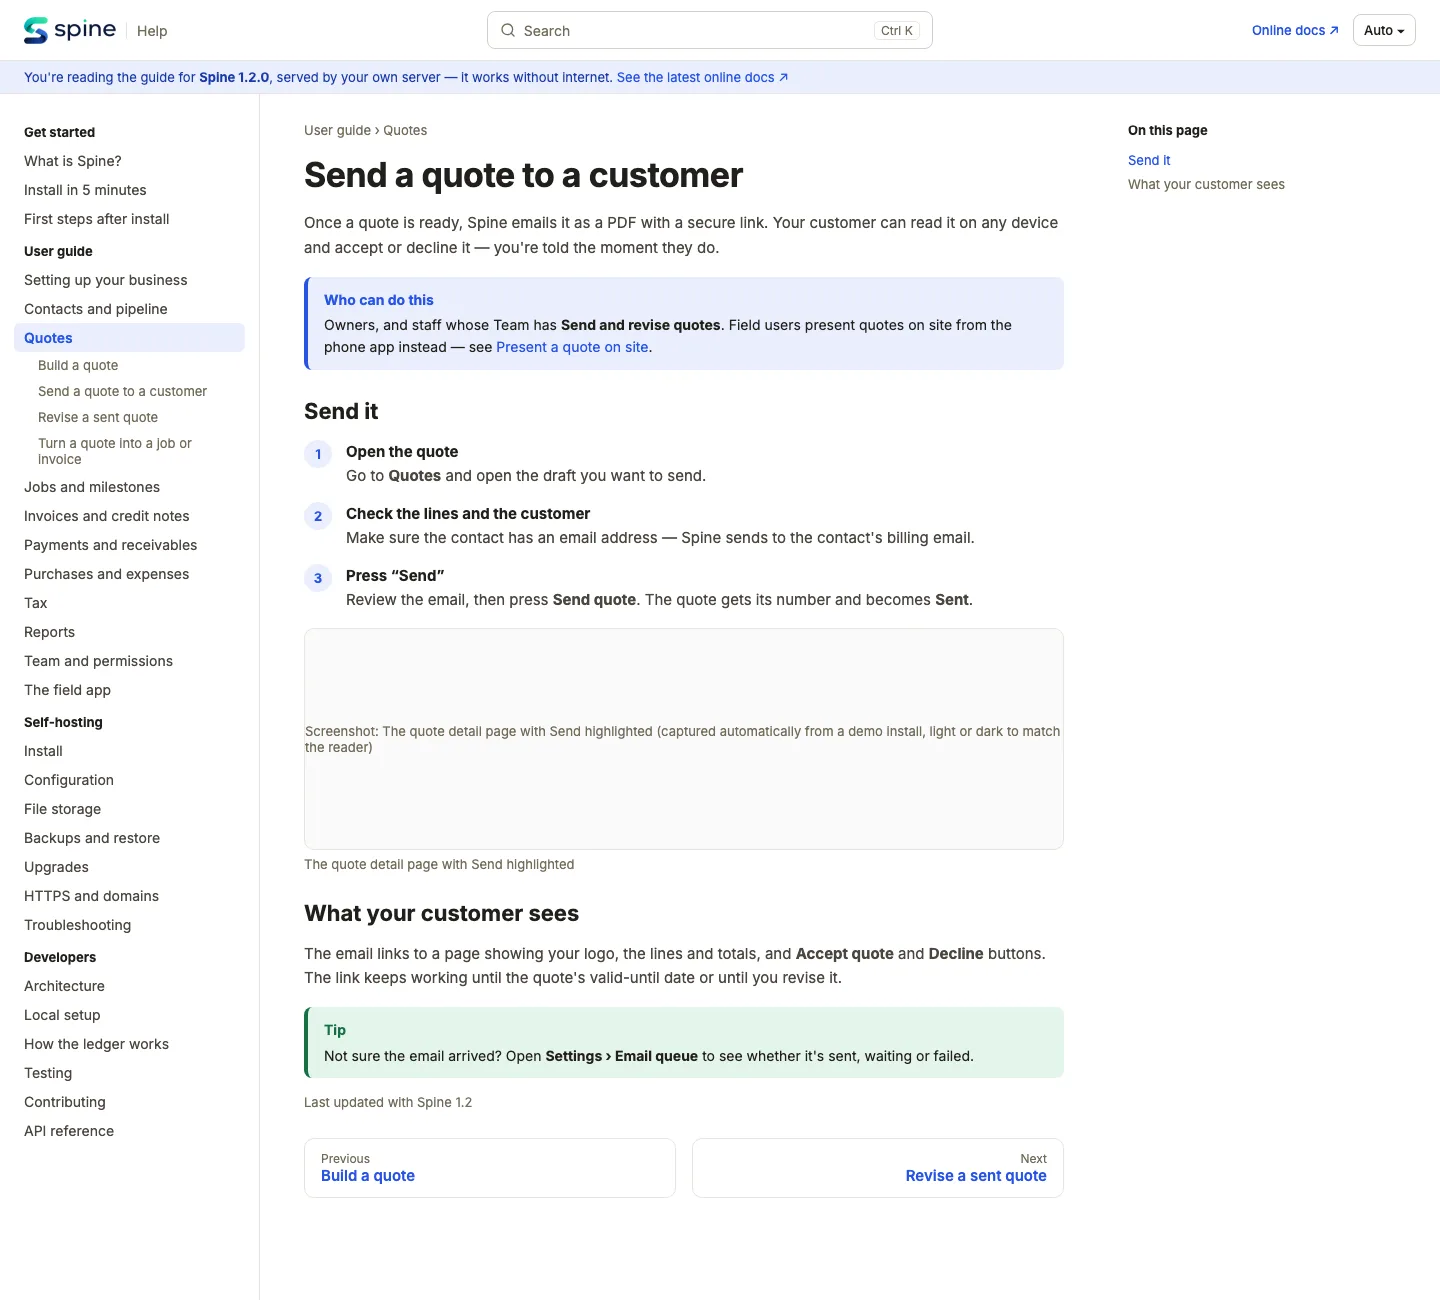 spine Help
Search Ctrl K
Online docs ↗ Auto
You're reading the guide for Spine 1.2.0, served by your own server — it works without internet. See the latest online docs ↗
Get started
What is Spine?
Install in 5 minutes
First steps after install
User guide
Setting up your business
Contacts and pipeline
Quotes
Build a quote
Send a quote to a customer
Revise a sent quote
Turn a quote into a job or
invoice
Jobs and milestones
Invoices and credit notes
Payments and receivables
Purchases and expenses
Tax
Reports
Team and permissions
The field app
Self-hosting
Install
Configuration
File storage
Backups and restore
Upgrades
HTTPS and domains
Troubleshooting
Developers
Architecture
Local setup
How the ledger works
Testing
Contributing
API reference
User guide › Quotes
Send a quote to a customer
Once a quote is ready, Spine emails it as a PDF with a secure link. Your customer can read it on any device
and accept or decline it — you're told the moment they do.
Who can do this
Owners, and staff whose Team has Send and revise quotes. Field users present quotes on site from the
phone app instead — see Present a quote on site.
Send it
1 Open the quote
Go to Quotes and open the draft you want to send.
2 Check the lines and the customer
Make sure the contact has an email address — Spine sends to the contact's billing email.
3 Press “Send”
Review the email, then press Send quote. The quote gets its number and becomes Sent.
Screenshot: The quote detail page with Send highlighted (captured automatically from a demo install, light or dark to match
the reader)
The quote detail page with Send highlighted
What your customer sees
The email links to a page showing your logo, the lines and totals, and Accept quote and Decline buttons.
The link keeps working until the quote's valid-until date or until you revise it.
Tip
Not sure the email arrived? Open Settings › Email queue to see whether it's sent, waiting or failed.
Last updated with Spine 1.2
Previous
Build a quote
Next
Revise a sent quote
On this page
Send it
What your customer sees